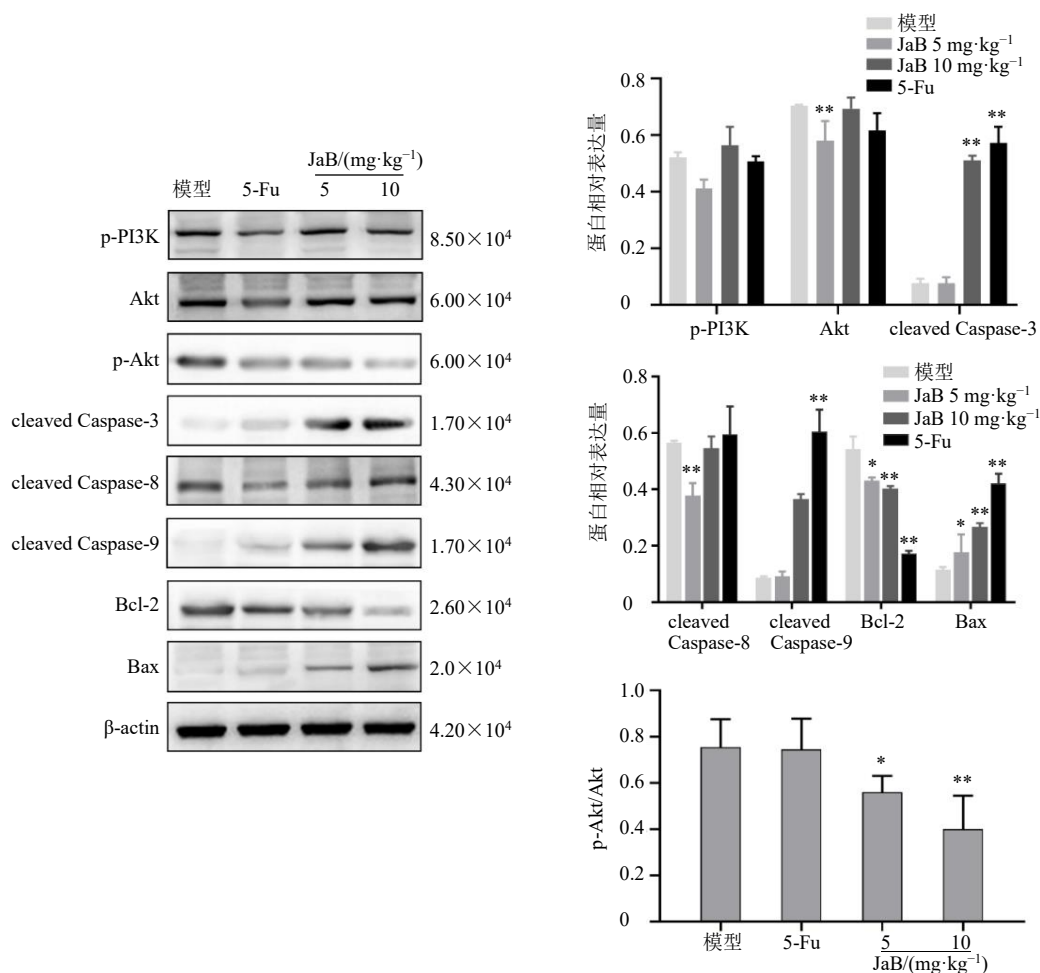 JaB/(mg·kg⁻¹)
模型 5-Fu 5 10
p-PI3K 8.50×10⁴
Akt 6.00×10⁴
p-Akt 6.00×10⁴
cleaved Caspase-3 1.70×10⁴
cleaved Caspase-8 4.30×10⁴
cleaved Caspase-9 1.70×10⁴
Bcl-2 2.60×10⁴
Bax 2.0×10⁴
β-actin 4.20×10⁴
模型
JaB 5 mg·kg⁻¹
JaB 10 mg·kg⁻¹
5-Fu
蛋白相对表达量
0.8
0.6
0.4
0.2
0
**
**
**
p-PI3K Akt cleaved Caspase-3
模型
JaB 5 mg·kg⁻¹
JaB 10 mg·kg⁻¹
5-Fu
蛋白相对表达量
0.8
0.6
0.4
0.2
0
**
**
*
**
**
*
**
**
cleaved Caspase-8
cleaved Caspase-9
Bcl-2
Bax
p-Akt/Akt
1.0
0.8
0.6
0.4
0.2
0
*
**
模型 5-Fu 5 10
JaB/(mg·kg⁻¹)